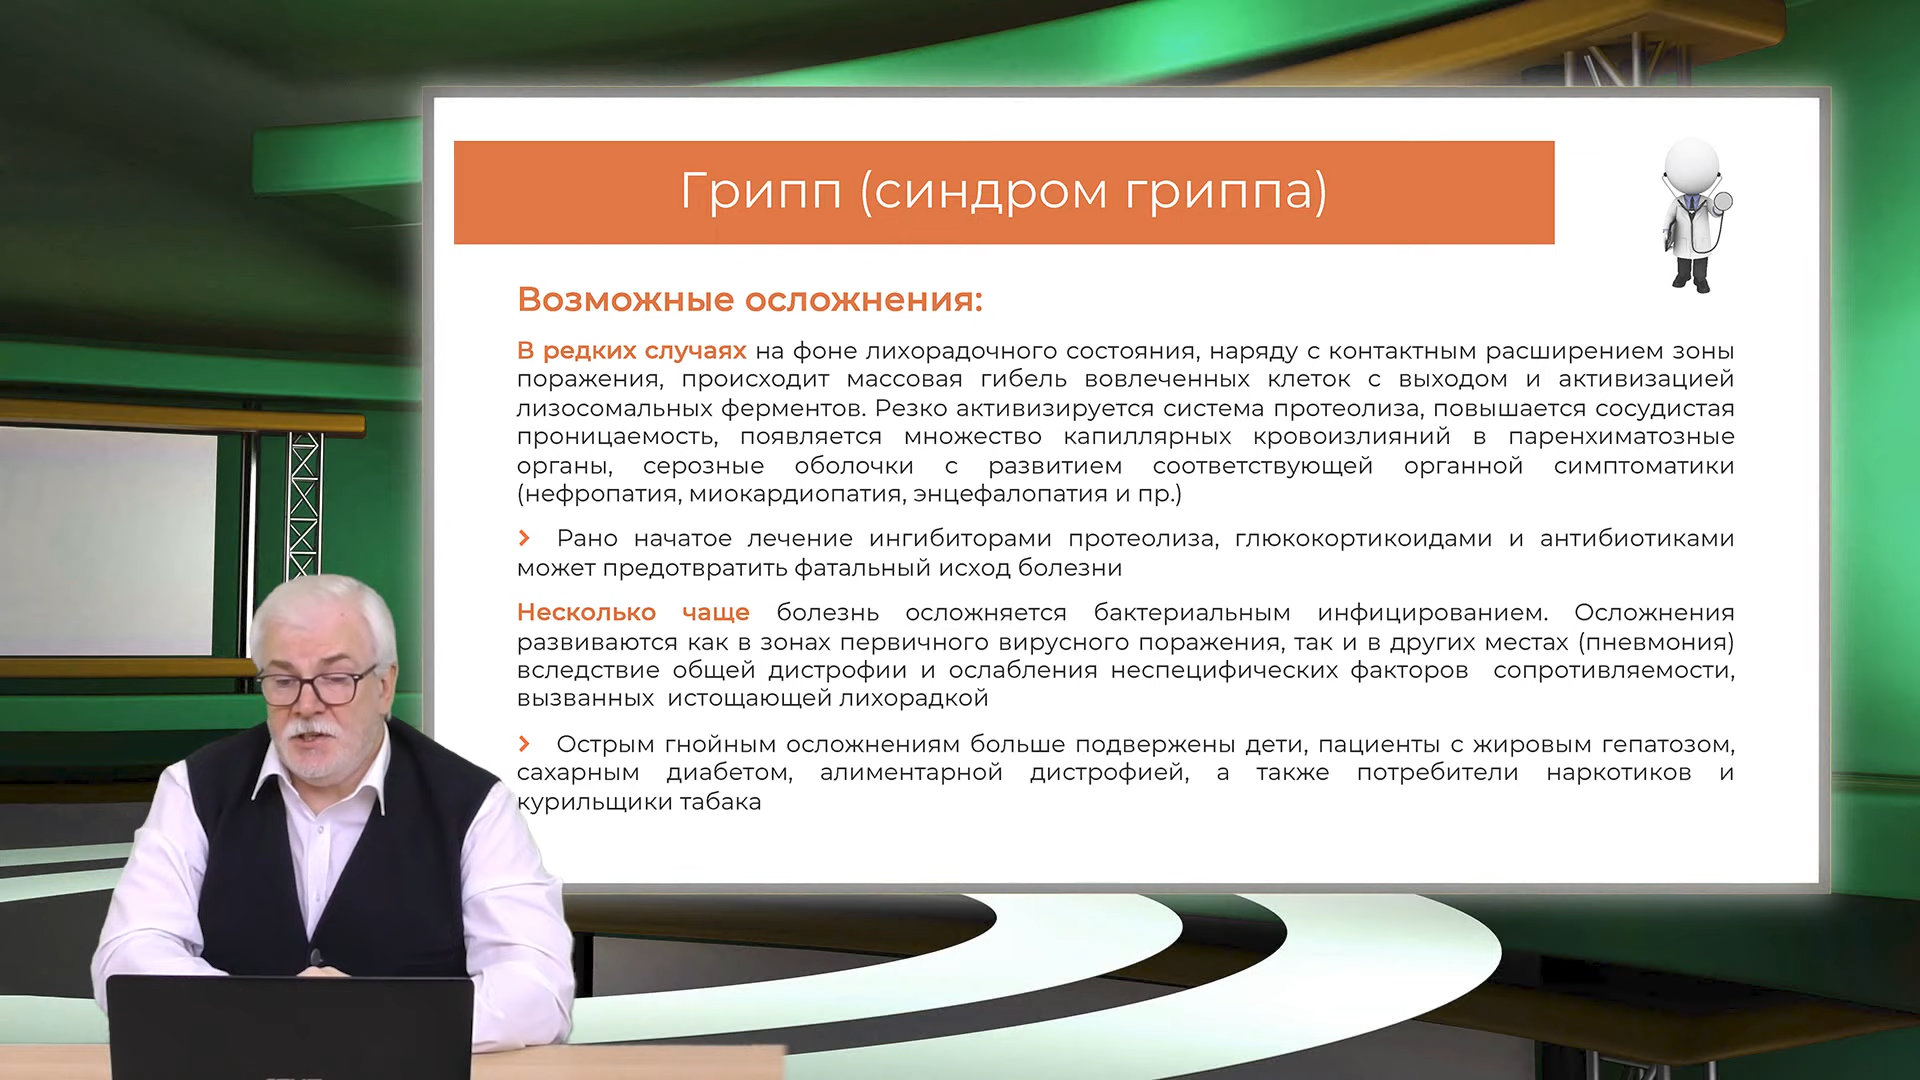 Грипп (синдром гриппа)
Возможные осложнения:
В редких случаях на фоне лихорадочного состояния, наряду с контактным расширением зоны
поражения, происходит массовая гибель вовлеченных клеток с выходом и активизацией
лизосомальных ферментов. Резко активизируется система протеолиза, повышается сосудистая
проницаемость, появляется множество капиллярных кровоизлияний в паренхиматозные
органы, серозные оболочки с развитием соответствующей органной симптоматики
(нефропатия, миокардиопатия, энцефалопатия и пр.)
Рано начатое лечение ингибиторами протеолиза, глюкокортикоидами и антибиотиками
может предотвратить фатальный исход болезни
Несколько чаще болезнь осложняется бактериальным инфицированием. Осложнения
развиваются как в зонах первичного вирусного поражения, так и в других местах (пневмония)
вследствие общей дистрофии и ослабления неспецифических факторов сопротивляемости,
вызванных истощающей лихорадкой
Острым гнойным осложнениям больше подвержены дети, пациенты с жировым гепатозом,
сахарным диабетом, алиментарной дистрофией, а также потребители наркотиков и
курильщики табака